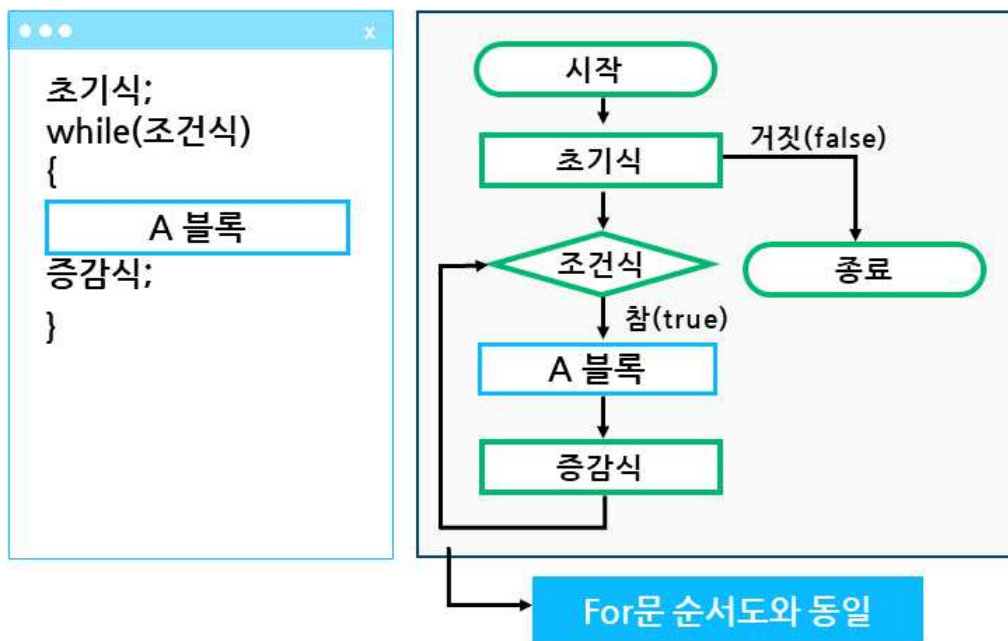 x
초기식;
while(조건식)
{
A 블록
증감식;
}
시작
초기식
거짓(false)
조건식
종료
참(true)
A 블록
증감식
For문 순서도와 동일